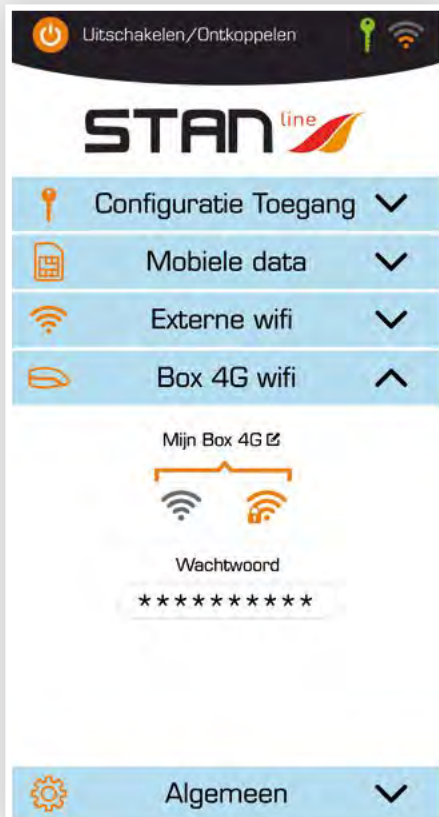 Uitschakelen/Ontkoppelen
STAN line
Configuratie Toegang
Mobiele data
Externe wifi
Box 4G wifi
Mijn Box 4G
Wachtwoord
**********
Algemeen